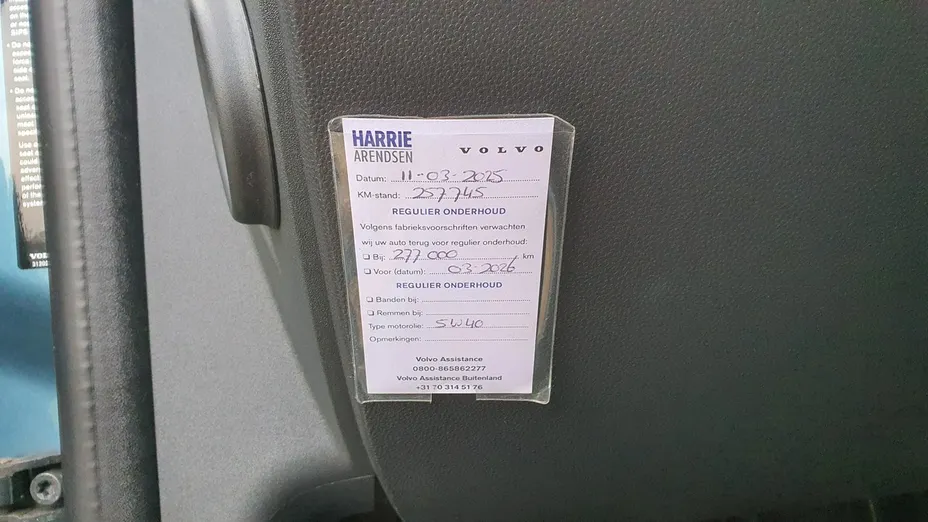 HARRIE
ARENDSEN
VOLVO
Datum: 11-03-2025
KM-stand: 257745
REGULIER ONDERHOUD
Volgens fabrieksvoorschriften verwachten
wij uw auto terug voor regulier onderhoud:
Bij: 277 000 km
Voor (datum): 03-2026
REGULIER ONDERHOUD
Banden bij:
Remmen bij:
Type motorolie: 5W40
Opmerkingen:
Volvo Assistance
0800-865862277
Volvo Assistance Buitenland
+31 70 314 51 76